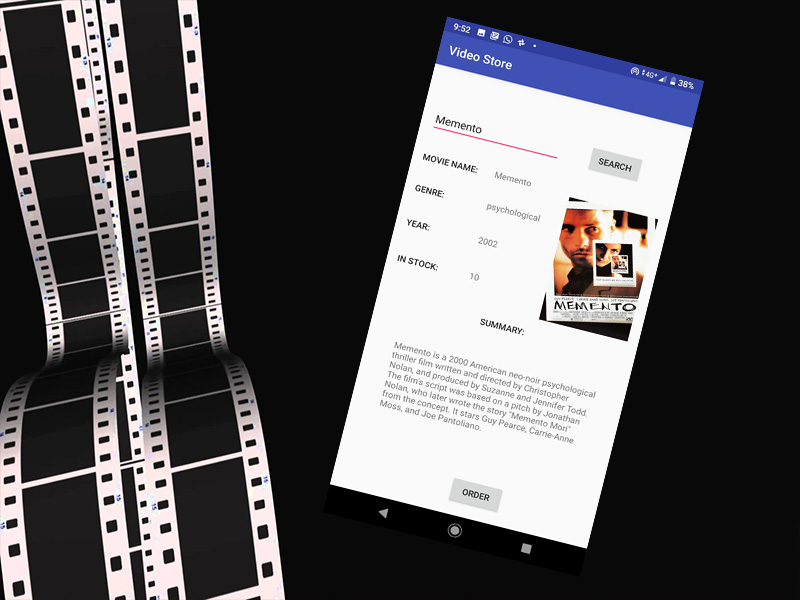 9:52
4G+
38%
Video Store
Memento
SEARCH
MOVIE NAME:
Memento
GENRE:
psychological
YEAR:
2002
IN STOCK:
10
MEMENTO
SUMMARY:
Memento is a 2000 American neo-noir psychological
thriller film written and directed by Christopher
Nolan, and produced by Suzanne and Jennifer Todd.
The film's script was based on a pitch by Jonathan
Nolan, who later wrote the story "Memento Mori"
from the concept. It stars Guy Pearce, Carrie-Anne
Moss, and Joe Pantoliano.
ORDER